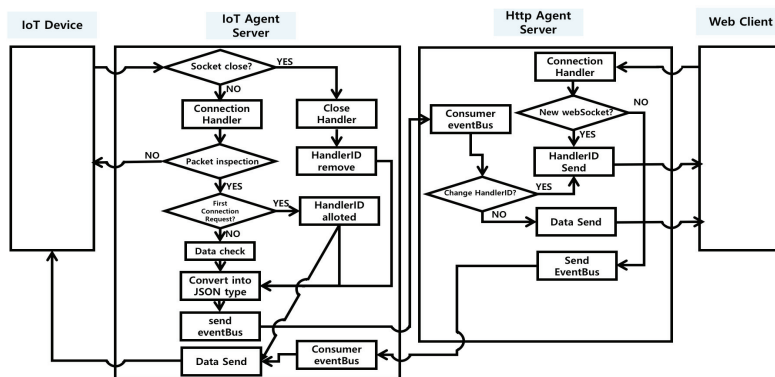 IoT Device
IoT Agent
Server
Http Agent
Server
Web Client
Socket close?
YES
NO
Connection
Handler
Close
Handler
NO
Packet inspection
HandlerID
remove
YES
First
Connection
Request?
YES
HandlerID
alloted
NO
Data check
Convert into
JSON type
send
eventBus
Data Send
Consumer
eventBus
Connection
Handler
Consumer
eventBus
New webSocket?
NO
YES
HandlerID
Send
Change HandlerID?
YES
NO
Data Send
Send
EventBus